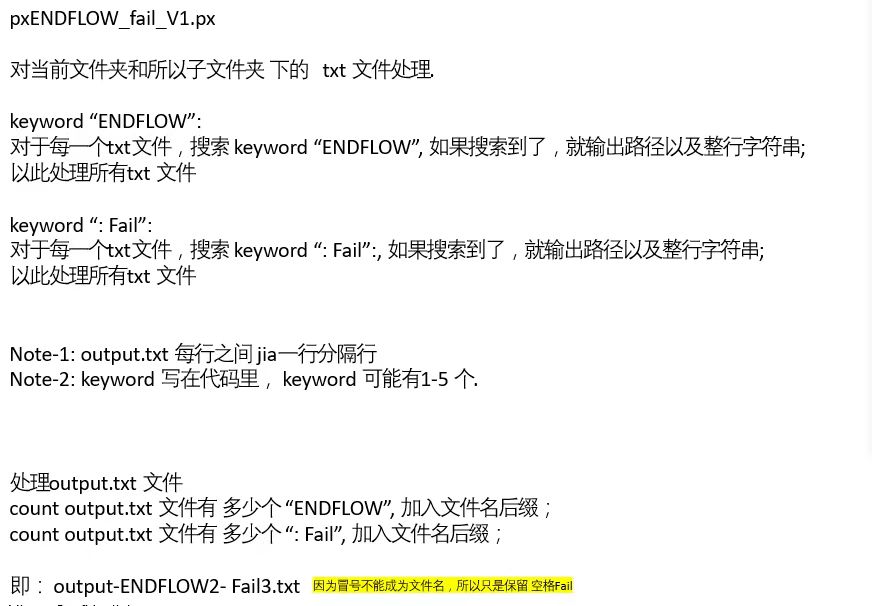 pxENDFLOW_fail_V1.px
对当前文件夹和所以子文件夹 下的 txt 文件处理.
keyword “ENDFLOW”:
对于每一个txt文件，搜索 keyword “ENDFLOW”, 如果搜索到了，就输出路径以及整行字符串;
以此处理所有txt 文件
keyword “: Fail”:
对于每一个txt文件，搜索 keyword “: Fail”:, 如果搜索到了，就输出路径以及整行字符串;
以此处理所有txt 文件
Note-1: output.txt 每行之间 jia一行分隔行
Note-2: keyword 写在代码里， keyword 可能有1-5 个.
处理output.txt 文件
count output.txt 文件有 多少个 “ENDFLOW”, 加入文件名后缀；
count output.txt 文件有 多少个 “: Fail”, 加入文件名后缀；
即： output-ENDFLOW2- Fail3.txt 因为冒号不能成为文件名，所以只是保留 空格Fail